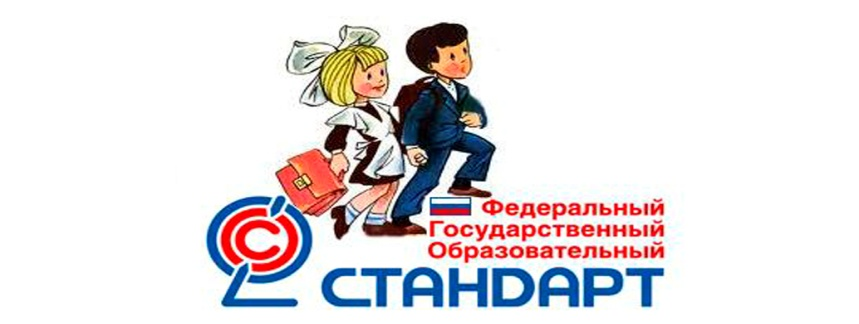 Федеральный
Государственный
Образовательный
СТАНДАРТ